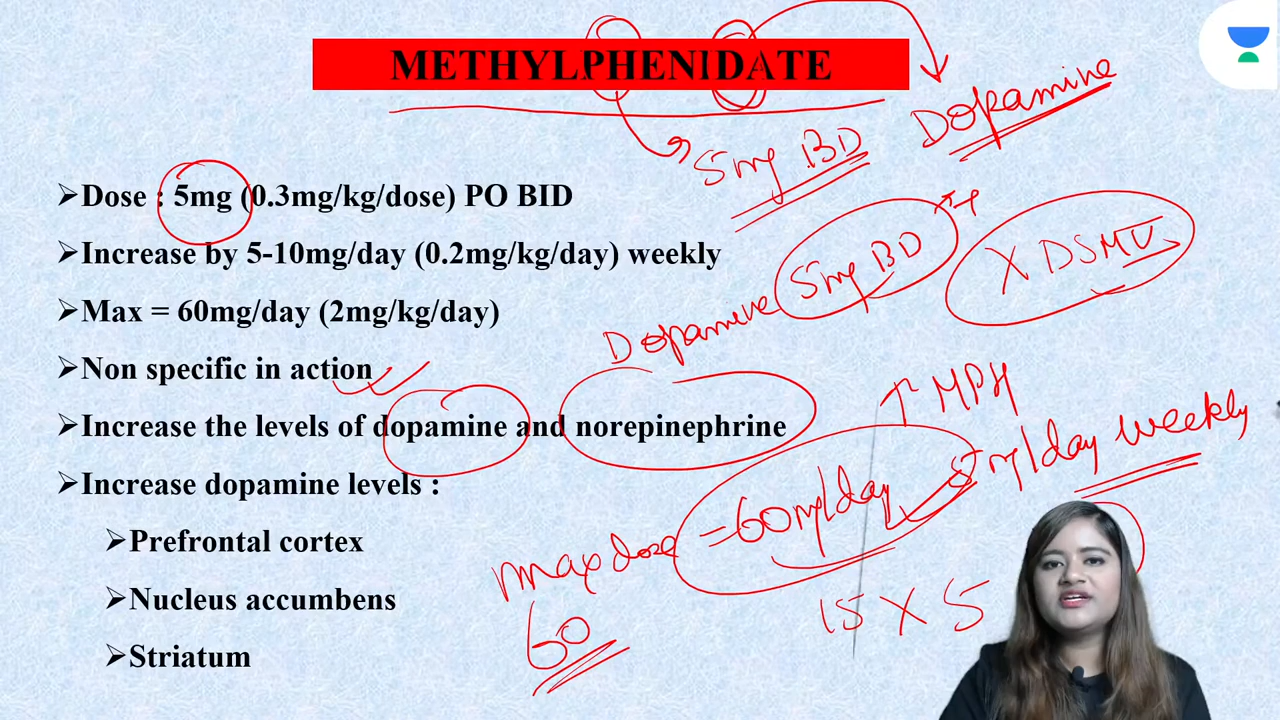 METHYLPHENIDATE
Dopamine
5mg BD
➢Dose : 5mg (0.3mg/kg/dose) PO BID
➢Increase by 5-10mg/day (0.2mg/kg/day) weekly
5mg BD
X DSM V
➢Max = 60mg/day (2mg/kg/day)
Dopamine
➢Non specific in action
↑ MPH
➢Increase the levels of dopamine and norepinephrine
5mg/day weekly
➢Increase dopamine levels :
max dose = 60mg/day
➢Prefrontal cortex
➢Nucleus accumbens
15 X 5
60
➢Striatum